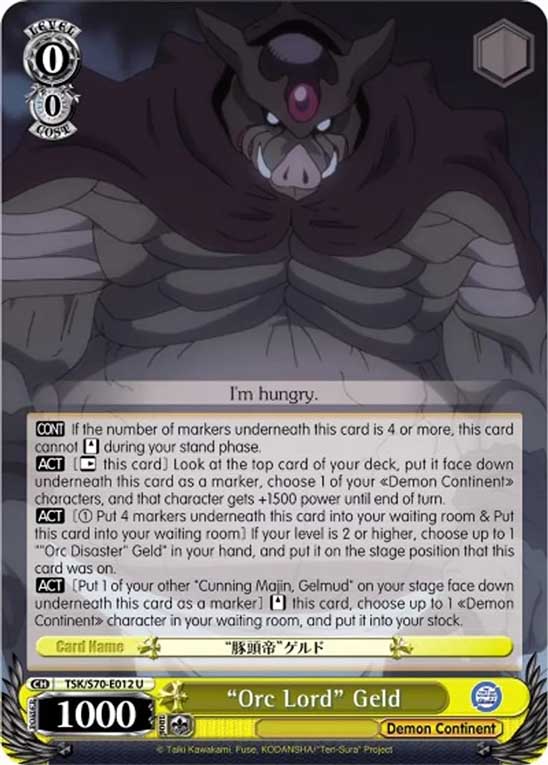 LEVEL
0
0
COST
I'm hungry.
CONT If the number of markers underneath this card is 4 or more, this card
cannot during your stand phase.
ACT [ this card] Look at the top card of your deck, put it face down
underneath this card as a marker, choose 1 of your «Demon Continent»
characters, and that character gets +1500 power until end of turn.
ACT [① Put 4 markers underneath this card into your waiting room & Put
this card into your waiting room] If your level is 2 or higher, choose up to 1
""Orc Disaster" Geld" in your hand, and put it on the stage position that this
card was on.
ACT [Put 1 of your other "Cunning Majin, Gelmud" on your stage face down
underneath this card as a marker] this card, choose up to 1 «Demon
Continent» character in your waiting room, and put it into your stock.
Card Name “豚頭帝”ゲルド
CH TSK/S70-E012 U
POWER 1000 SOUL “Orc Lord” Geld
Demon Continent
© Taiki Kawakami, Fuse, KODANSHA/“Ten-Sura” Project